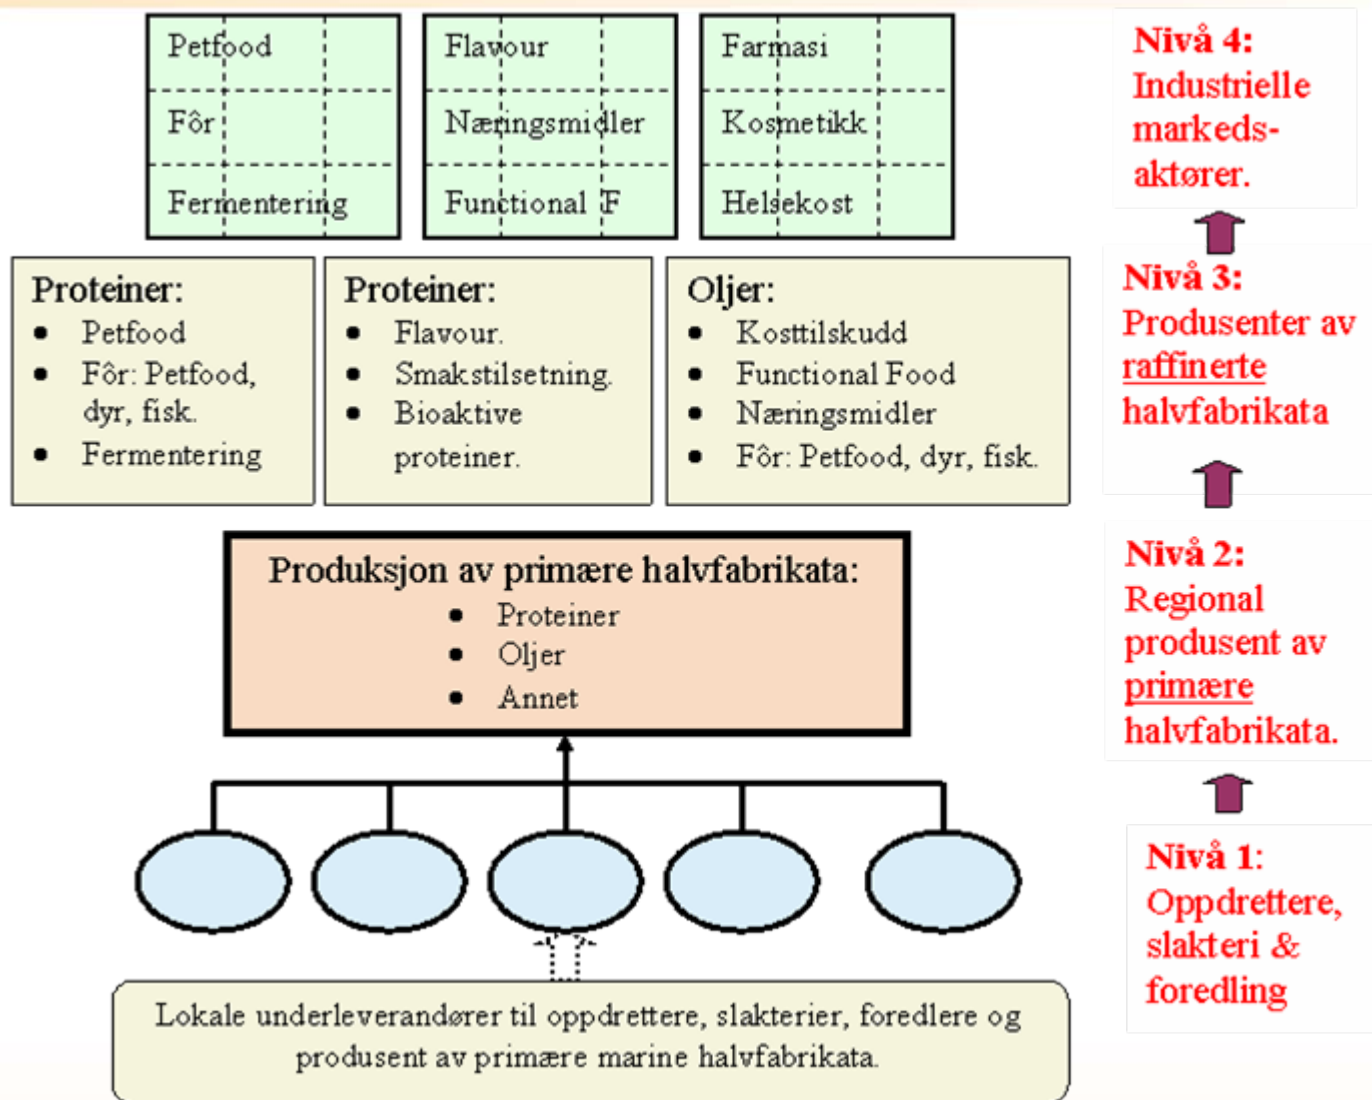 Petfood
Fôr
Fermentering
Flavour
Næringsmidler
Functional F
Farmasi
Kosmetikk
Helsekost
Nivå 4:
Industrielle
markeds-
aktører.
Proteiner:
• Petfood
• Fôr: Petfood,
dyr, fisk.
• Fermentering
Proteiner:
• Flavour.
• Smakstilsetning.
• Bioaktive
proteiner.
Oljer:
• Kosttilskudd
• Functional Food
• Næringsmidler
• Fôr: Petfood, dyr, fisk.
Nivå 3:
Produsenter av
raffinerte
halvfabrikata
Produksjon av primære halvfabrikata:
• Proteiner
• Oljer
• Annet
Nivå 2:
Regional
produsent av
primære
halvfabrikata.
Nivå 1:
Oppdrettere,
slakteri &
foredling
Lokale underleverandører til oppdrettere, slakterier, foredlere og
produsent av primære marine halvfabrikata.